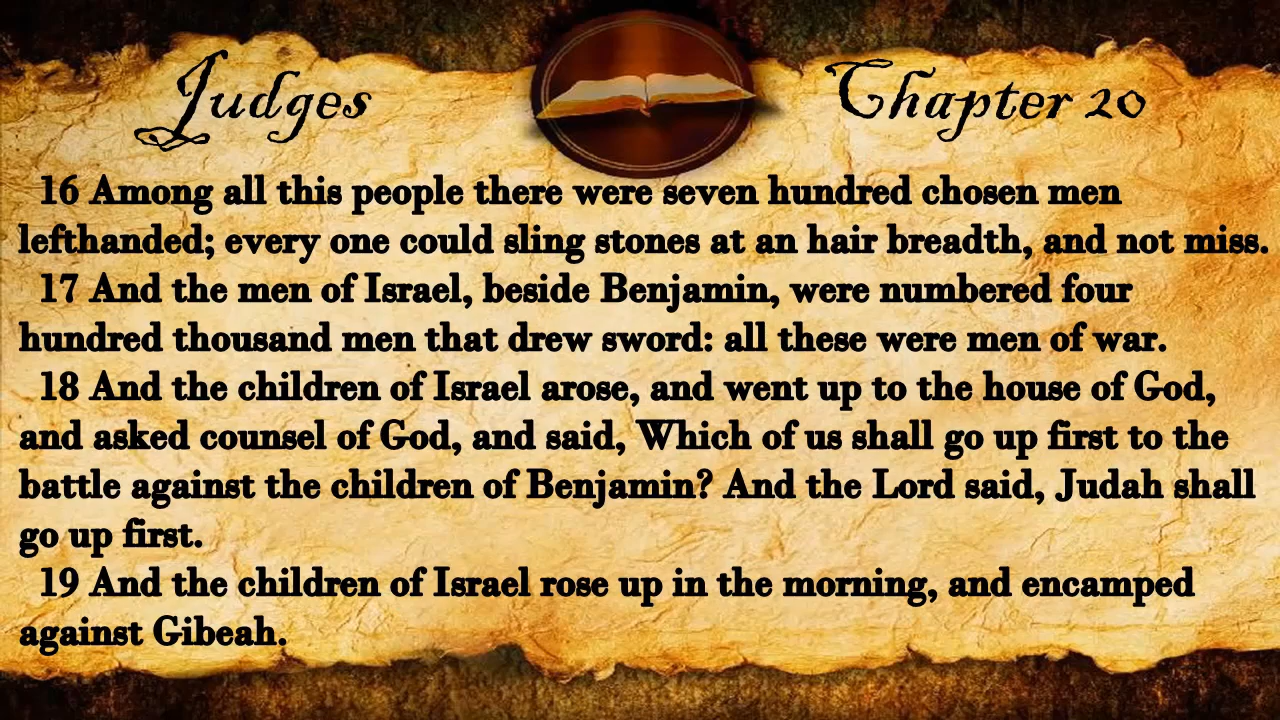 Judges
Chapter 20
16 Among all this people there were seven hundred chosen men
lefthanded; every one could sling stones at an hair breadth, and not miss.
17 And the men of Israel, beside Benjamin, were numbered four
hundred thousand men that drew sword: all these were men of war.
18 And the children of Israel arose, and went up to the house of God,
and asked counsel of God, and said, Which of us shall go up first to the
battle against the children of Benjamin? And the Lord said, Judah shall
go up first.
19 And the children of Israel rose up in the morning, and encamped
against Gibeah.